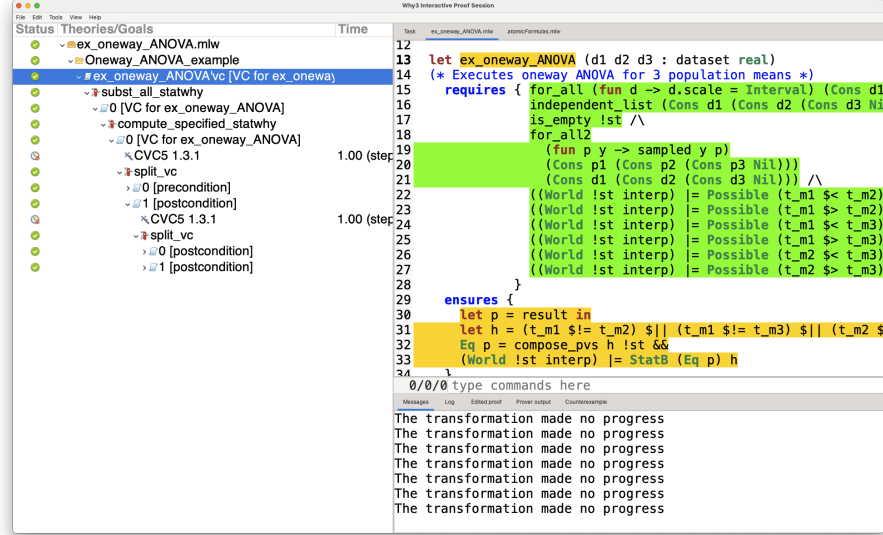 Why3 Interactive Proof Session
File Edit Tools View Help
Status Theories/Goals Time
ex_oneway_ANOVA.mlw
Oneway_ANOVA_example
ex_oneway_ANOVA'vc [VC for ex_oneway
subst_all_statwhy
0 [VC for ex_oneway_ANOVA]
compute_specified_statwhy
0 [VC for ex_oneway_ANOVA]
CVC5 1.3.1 1.00 (step
split_vc
0 [precondition]
1 [postcondition]
CVC5 1.3.1 1.00 (step
split_vc
0 [postcondition]
1 [postcondition]
Task ex_oneway_ANOVA.mlw atomicFormulas.mlw
12
13 let ex_oneway_ANOVA (d1 d2 d3 : dataset real)
14 (* Executes oneway ANOVA for 3 population means *)
15 requires { for_all (fun d -> d.scale = Interval) (Cons d1
16 independent_list (Cons d1 (Cons d2 (Cons d3 Ni
17 is_empty !st /\
18 for_all2
19 (fun p y -> sampled y p)
20 (Cons p1 (Cons p2 (Cons p3 Nil)))
21 (Cons d1 (Cons d2 (Cons d3 Nil))) /\
22 ((World !st interp) |= Possible (t_m1 $< t_m2)
23 ((World !st interp) |= Possible (t_m1 $> t_m2)
24 ((World !st interp) |= Possible (t_m1 $< t_m3)
25 ((World !st interp) |= Possible (t_m1 $> t_m3)
26 ((World !st interp) |= Possible (t_m2 $< t_m3)
27 ((World !st interp) |= Possible (t_m2 $> t_m3)
28 }
29 ensures {
30 let p = result in
31 let h = (t_m1 $!= t_m2) $|| (t_m1 $!= t_m3) $|| (t_m2 $
32 Eq p = compose_pvs h !st &&
33 (World !st interp) |= StatB (Eq p) h
34 }
0/0/0 type commands here
Messages Log Edited proof Prover output Counterexample
The transformation made no progress
The transformation made no progress
The transformation made no progress
The transformation made no progress
The transformation made no progress
The transformation made no progress
The transformation made no progress